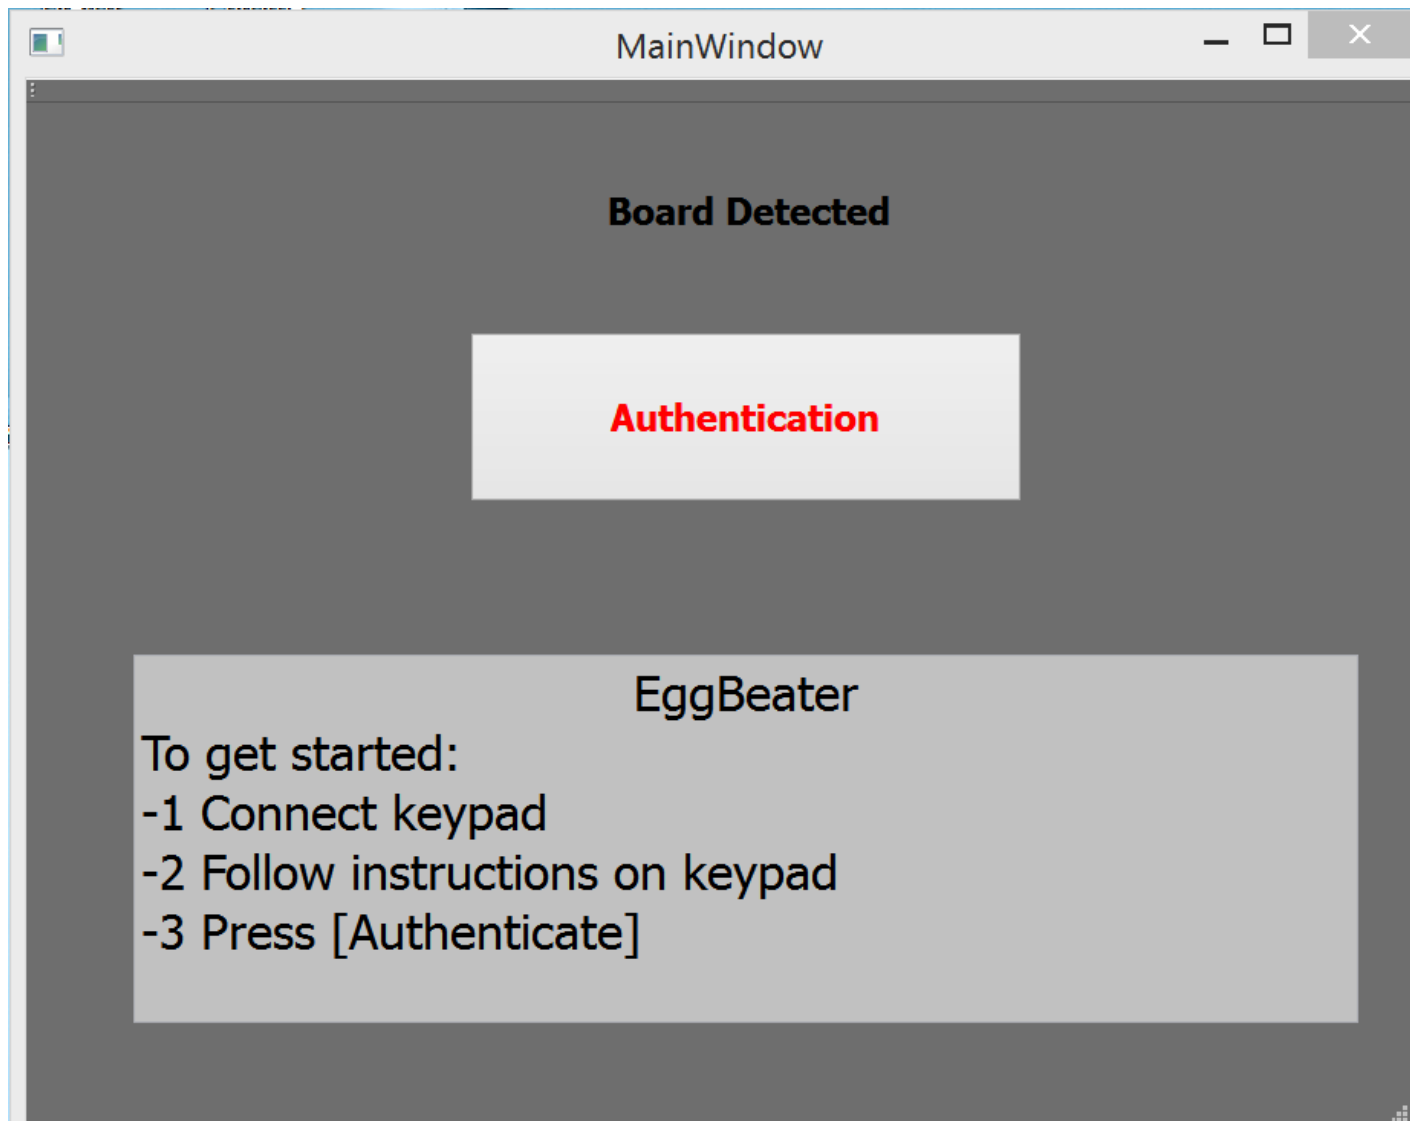 MainWindow
Board Detected
Authentication
EggBeater
To get started:
-1 Connect keypad
-2 Follow instructions on keypad
-3 Press [Authenticate]